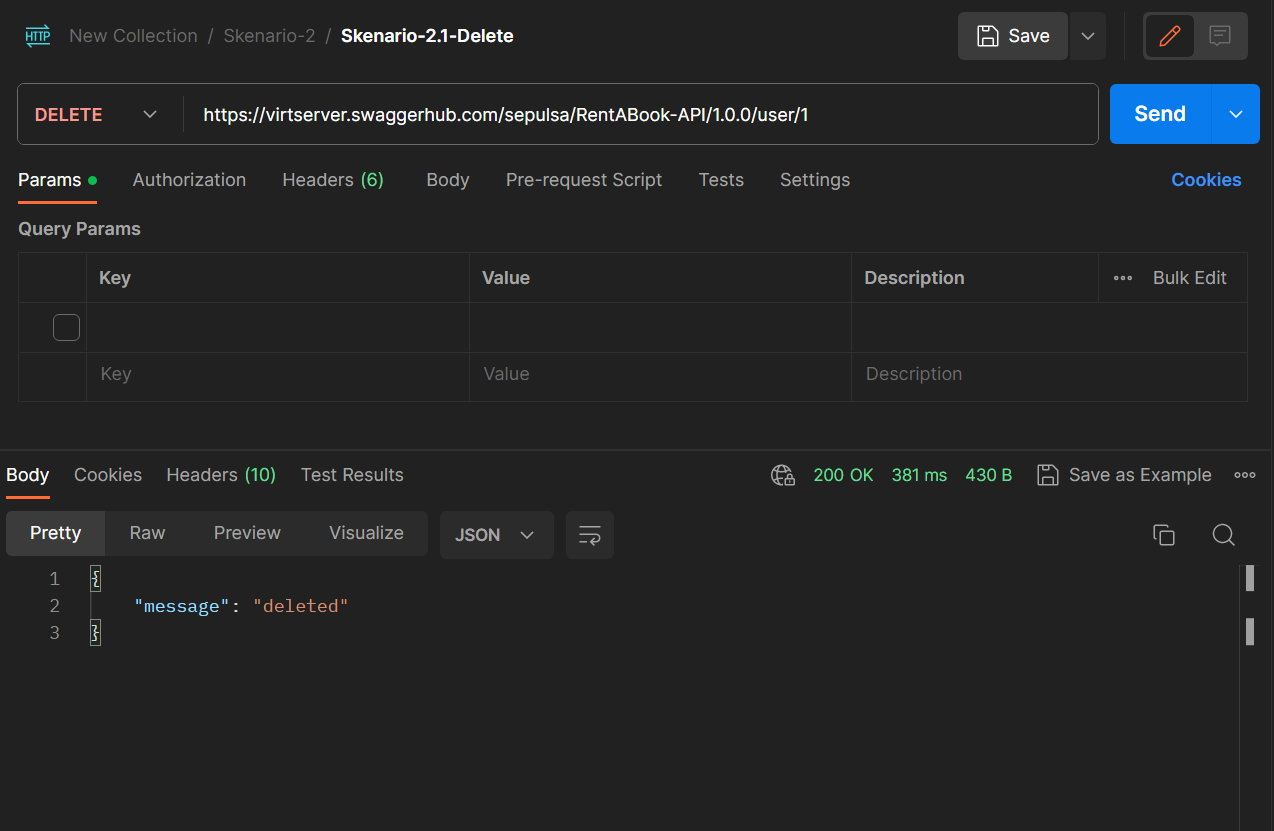 HTTP New Collection / Skenario-2 / Skenario-2.1-Delete Save
DELETE https://virtserver.swaggerhub.com/sepulsa/RentABook-API/1.0.0/user/1 Send
Params Authorization Headers (6) Body Pre-request Script Tests Settings Cookies
Query Params
Key Value Description Bulk Edit
Key Value Description
Body Cookies Headers (10) Test Results 200 OK 381 ms 430 B Save as Example
Pretty Raw Preview Visualize JSON
1 {
2 "message": "deleted"
3 }